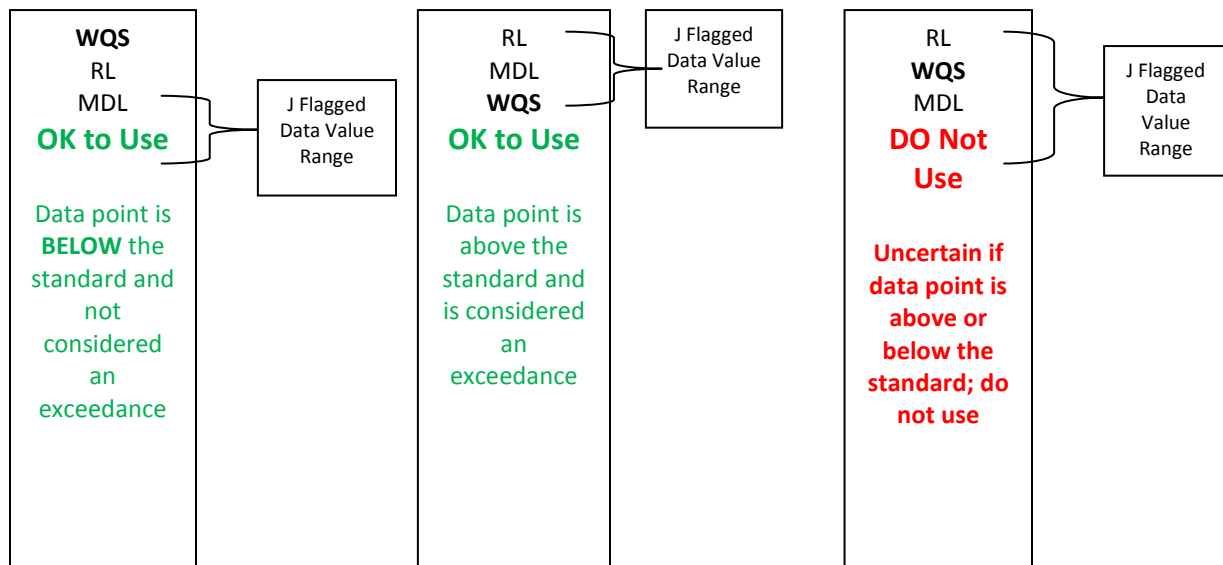 WQS
RL
MDL
OK to Use
Data point is
BELOW the
standard and
not
considered
an
exceedance
J Flagged
Data Value
Range
RL
MDL
WQS
OK to Use
Data point is
above the
standard and
is considered
an
exceedance
J Flagged
Data Value
Range
RL
WQS
MDL
DO Not
Use
Uncertain if
data point is
above or
below the
standard; do
not use
J Flagged
Data
Value
Range